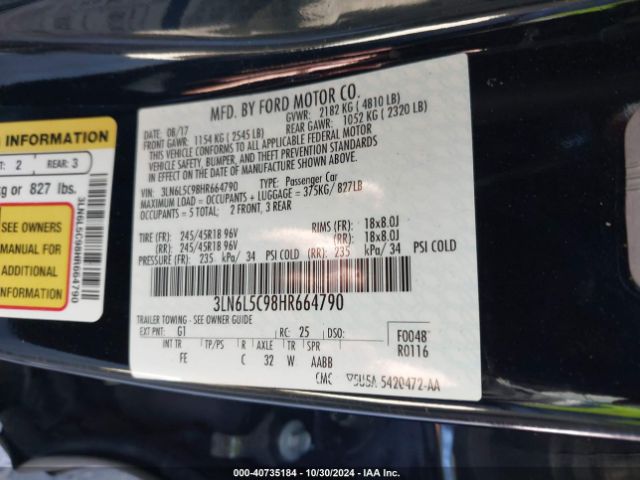 MFD. BY FORD MOTOR CO.
DATE: 08/17
GVWR: 2182 KG ( 4810 LB)
FRONT GAWR: 1154 KG ( 2545 LB)
REAR GAWR: 1052 KG ( 2320 LB)
THIS VEHICLE CONFORMS TO ALL APPLICABLE FEDERAL MOTOR
VEHICLE SAFETY, BUMPER, AND THEFT PREVENTION STANDARDS
IN EFFECT ON THE DATE OF MANUFACTURE SHOWN ABOVE.
VIN: 3LN6L5C98HR664790
TYPE: Passenger Car
MAXIMUM LOAD = OCCUPANTS + LUGGAGE = 375KG/ 827LB
OCCUPANTS = 5 TOTAL; 2 FRONT, 3 REAR
TIRE (FR): 245/45R18 96V
RIMS (FR): 18x8.0J
(RR): 245/45R18 96V
(RR): 18x8.0J
PRESSURE (FR): 235 kPa/ 34 PSI COLD (RR): 235 kPa/ 34 PSI COLD
3LN6L5C98HR664790
TRAILER TOWING - SEE OWNER GUIDE
EXT PNT: G1 RC: 25 DSO:
F0048
R0116
INT TR TP/PS R AXLE TR SPR
FE C 32 W AABB
CMC 5U5A 5420472-AA
INFORMATION
2 REAR: 3
kg or 827 lbs.
SEE OWNERS
MANUAL FOR
ADDITIONAL
INFORMATION
3LN6L5C98HR664790
000-40735184 - 10/30/2024 - IAA Inc.